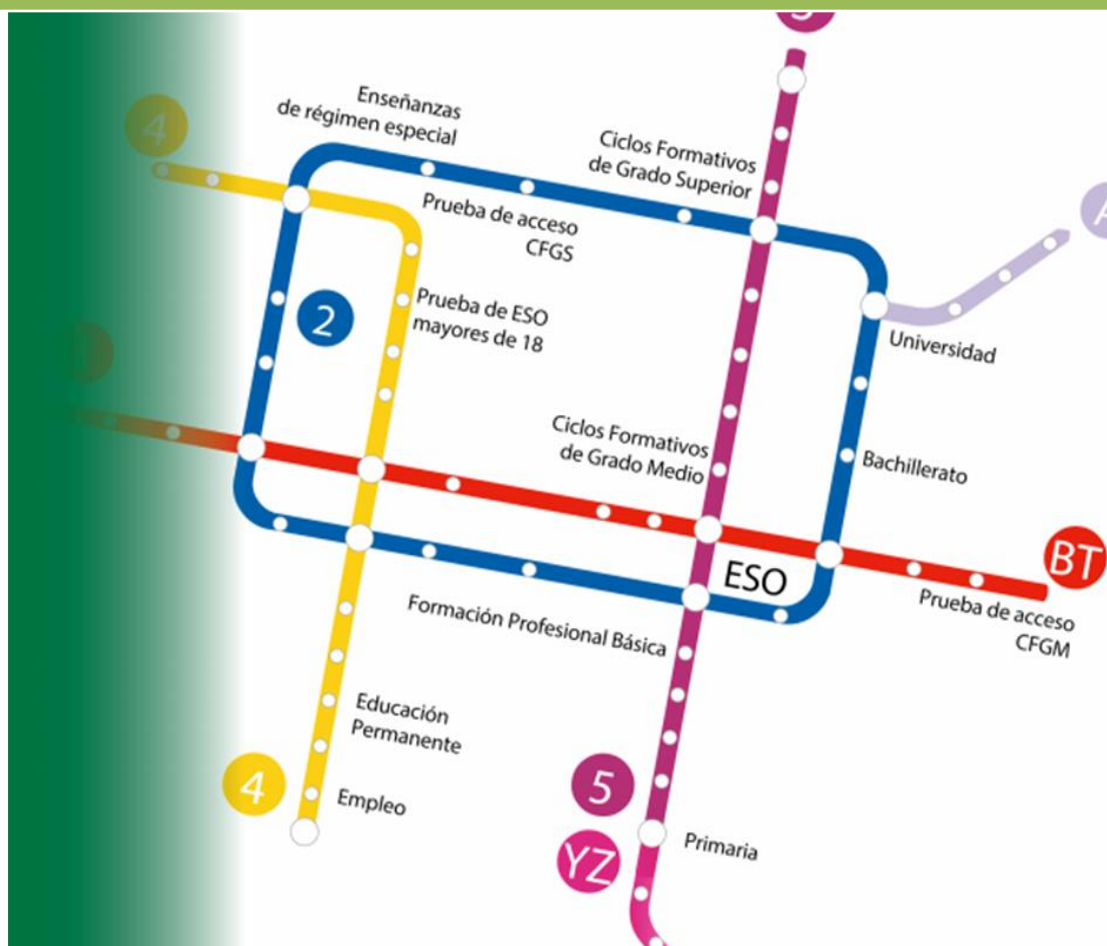 Enseñanzas
de régimen especial
4
Ciclos Formativos
de Grado Superior
Prueba de acceso
CFGS
Prueba de ESO
mayores de 18
2
Universidad
Ciclos Formativos
de Grado Medio
Bachillerato
BT
ESO
Prueba de acceso
CFGM
Formación Profesional Básica
Educación
Permanente
4
Empleo
5
YZ
Primaria